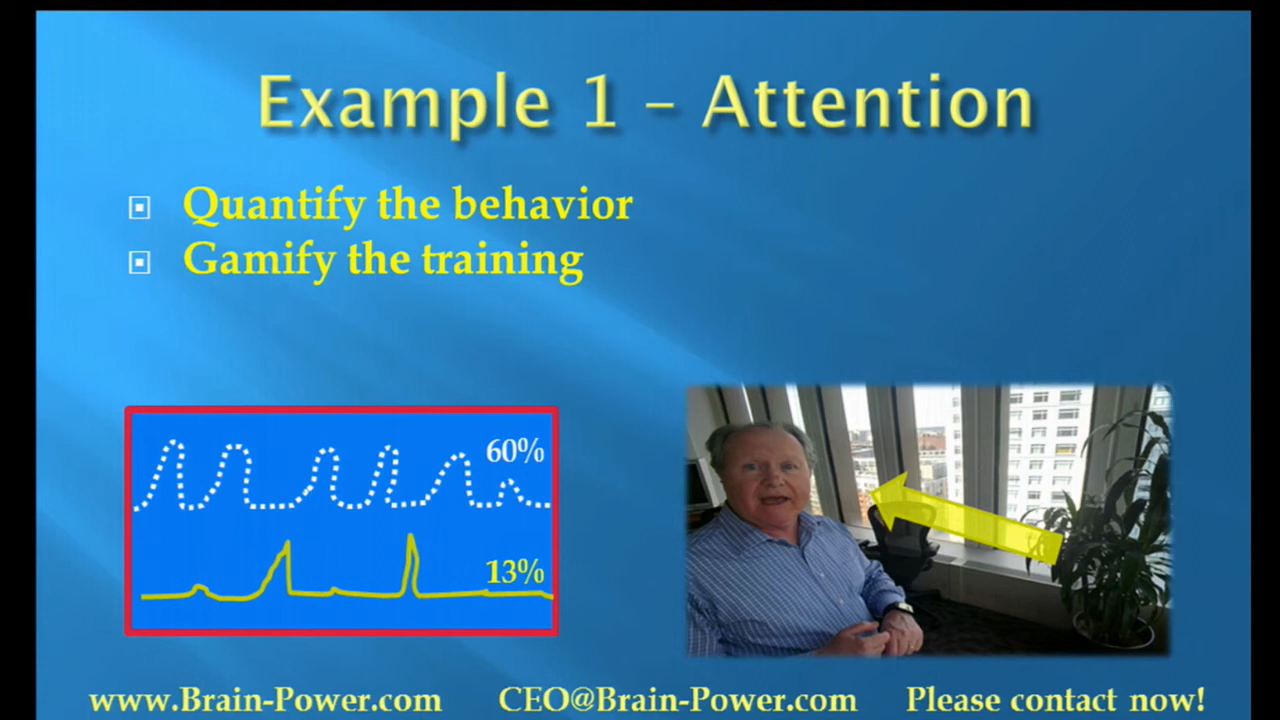 Example 1 – Attention
Quantify the behavior
Gamify the training
60%
13%
www.Brain-Power.com CEO@Brain-Power.com Please contact now!